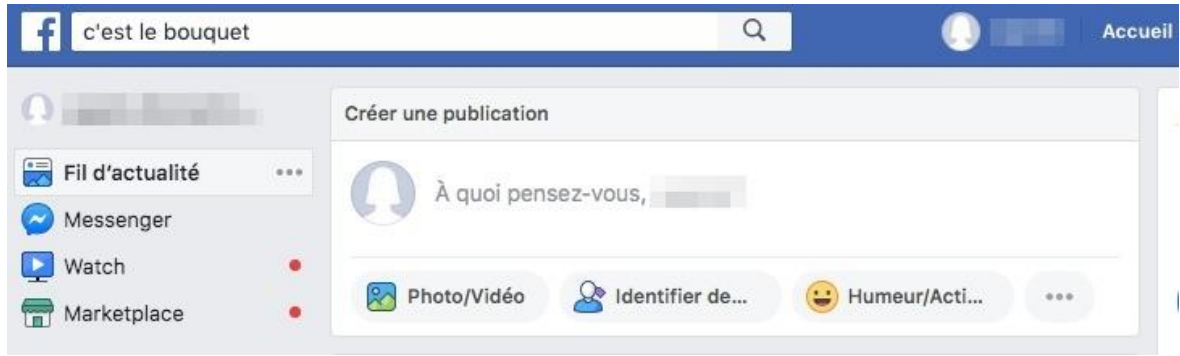 c'est le bouquet
Accueil
Créer une publication
Fil d'actualité
À quoi pensez-vous,
Messenger
Watch
Marketplace
Photo/Vidéo
Identifier de...
Humeur/Acti...